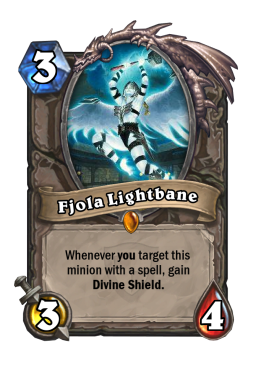 3
Fjola Lightbane
Whenever you target this
minion with a spell, gain
Divine Shield.
3
4